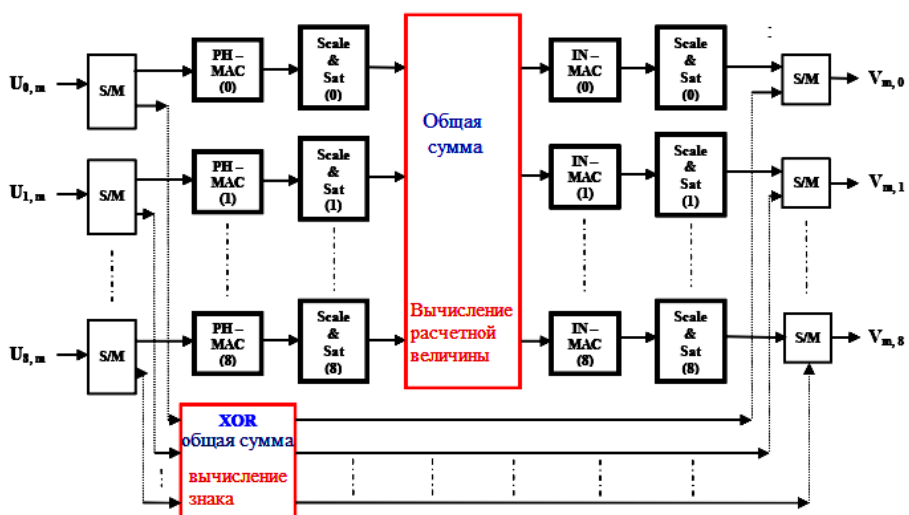 U0, m
S/M
PH – MAC (0)
Scale & Sat (0)
IN – MAC (0)
Scale & Sat (0)
S/M
Vm, 0
Общая
сумма
U1, m
S/M
PH – MAC (1)
Scale & Sat (1)
IN – MAC (1)
Scale & Sat (1)
S/M
Vm, 1
Вычисление
расчетной
величины
U8, m
S/M
PH – MAC (8)
Scale & Sat (8)
IN – MAC (8)
Scale & Sat (8)
S/M
Vm, 8
XOR
общая сумма
вычисление
знака